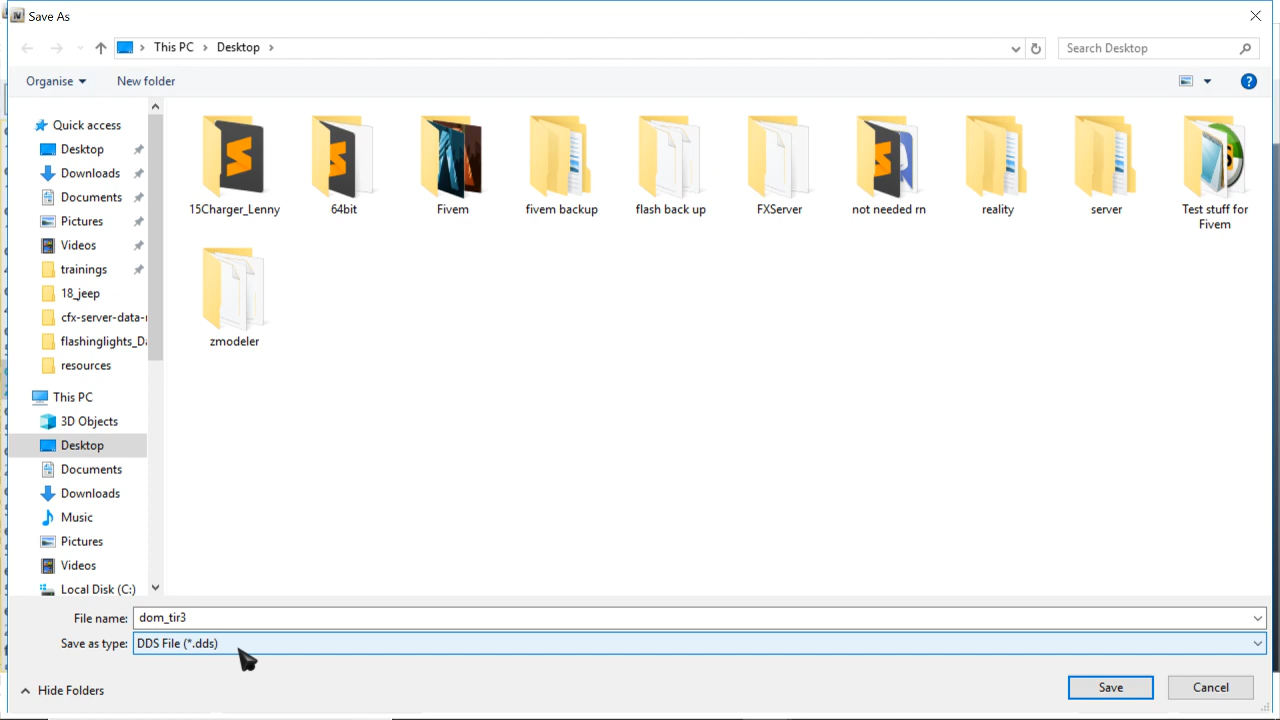 Save As
This PC
Desktop
Search Desktop
Organise
New folder
Quick access
Desktop
Downloads
Documents
Pictures
Videos
trainings
18_jeep
cfx-server-data-
flashinglights_D
resources
This PC
3D Objects
Desktop
Documents
Downloads
Music
Pictures
Videos
Local Disk (C:)
15Charger_Lenny
64bit
Fivem
fivem backup
flash back up
FXServer
not needed rn
reality
server
Test stuff for
Fivem
zmodeler
File name: dom_tir3
Save as type: DDS File (*.dds)
Hide Folders
Save
Cancel